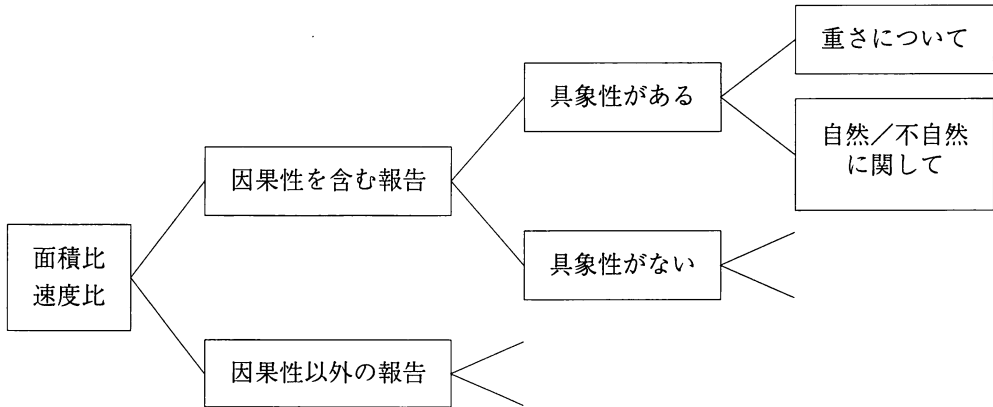 重さについて
具象性がある
自然／不自然
に関して
因果性を含む報告
具象性がない
面積比
速度比
因果性以外の報告